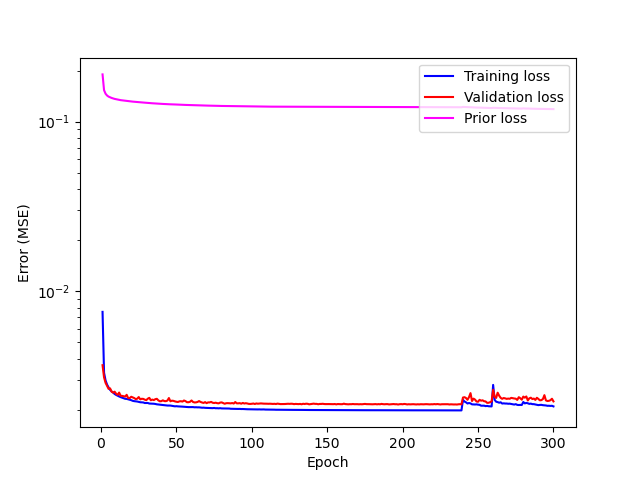 Training loss
Validation loss
Prior loss
10⁻¹
10⁻²
Error (MSE)
0 50 100 150 200 250 300
Epoch